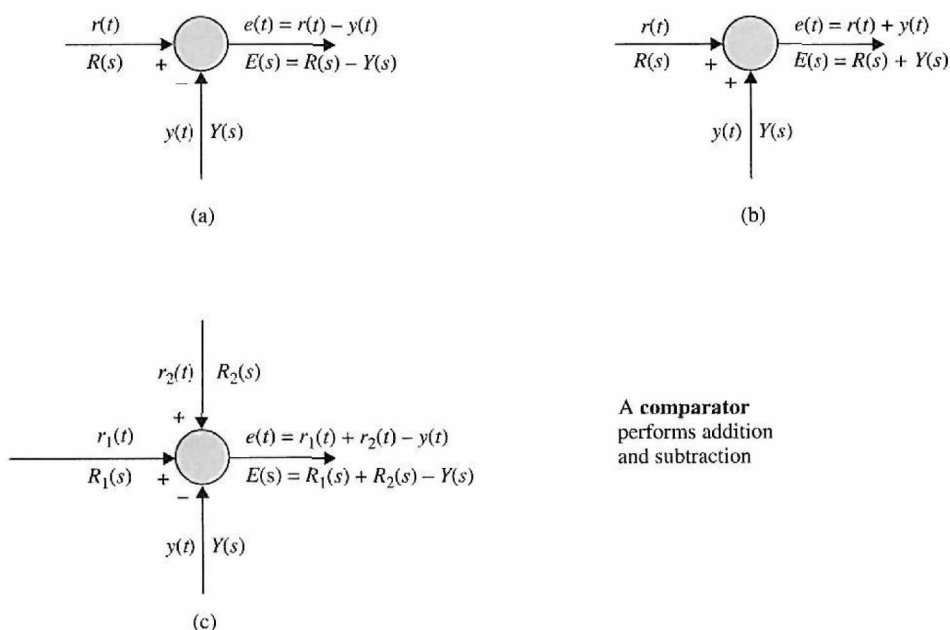 r(t)
R(s)
+
−
e(t) = r(t) − y(t)
E(s) = R(s) − Y(s)
y(t) Y(s)
(a)
r(t)
R(s)
+
+
e(t) = r(t) + y(t)
E(s) = R(s) + Y(s)
y(t) Y(s)
(b)
r₂(t) R₂(s)
+
r₁(t)
R₁(s)
+
−
e(t) = r₁(t) + r₂(t) − y(t)
E(s) = R₁(s) + R₂(s) − Y(s)
y(t) Y(s)
(c)
A comparator
performs addition
and subtraction